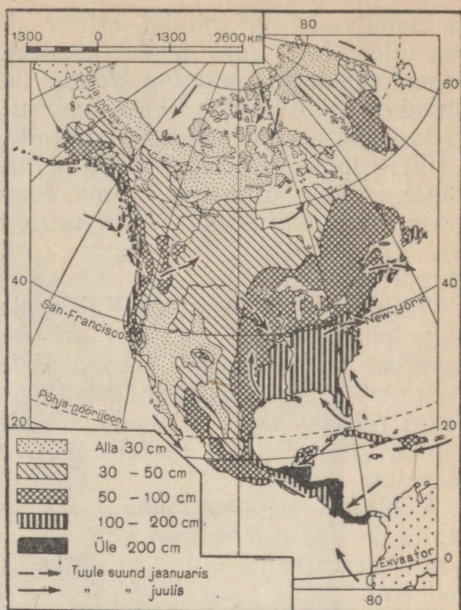 1300 0 1300 2600 км
80
60
Põhja polaarjoon
40
40
San-Francisco
New-York
Põhja-pöörijoon
20
20
Alla 30 cm
30 - 50 cm
50 - 100 cm
100 - 200 cm
Üle 200 cm
Tuule suund jaanuaris
" " juulis
Ekvaator
0
80